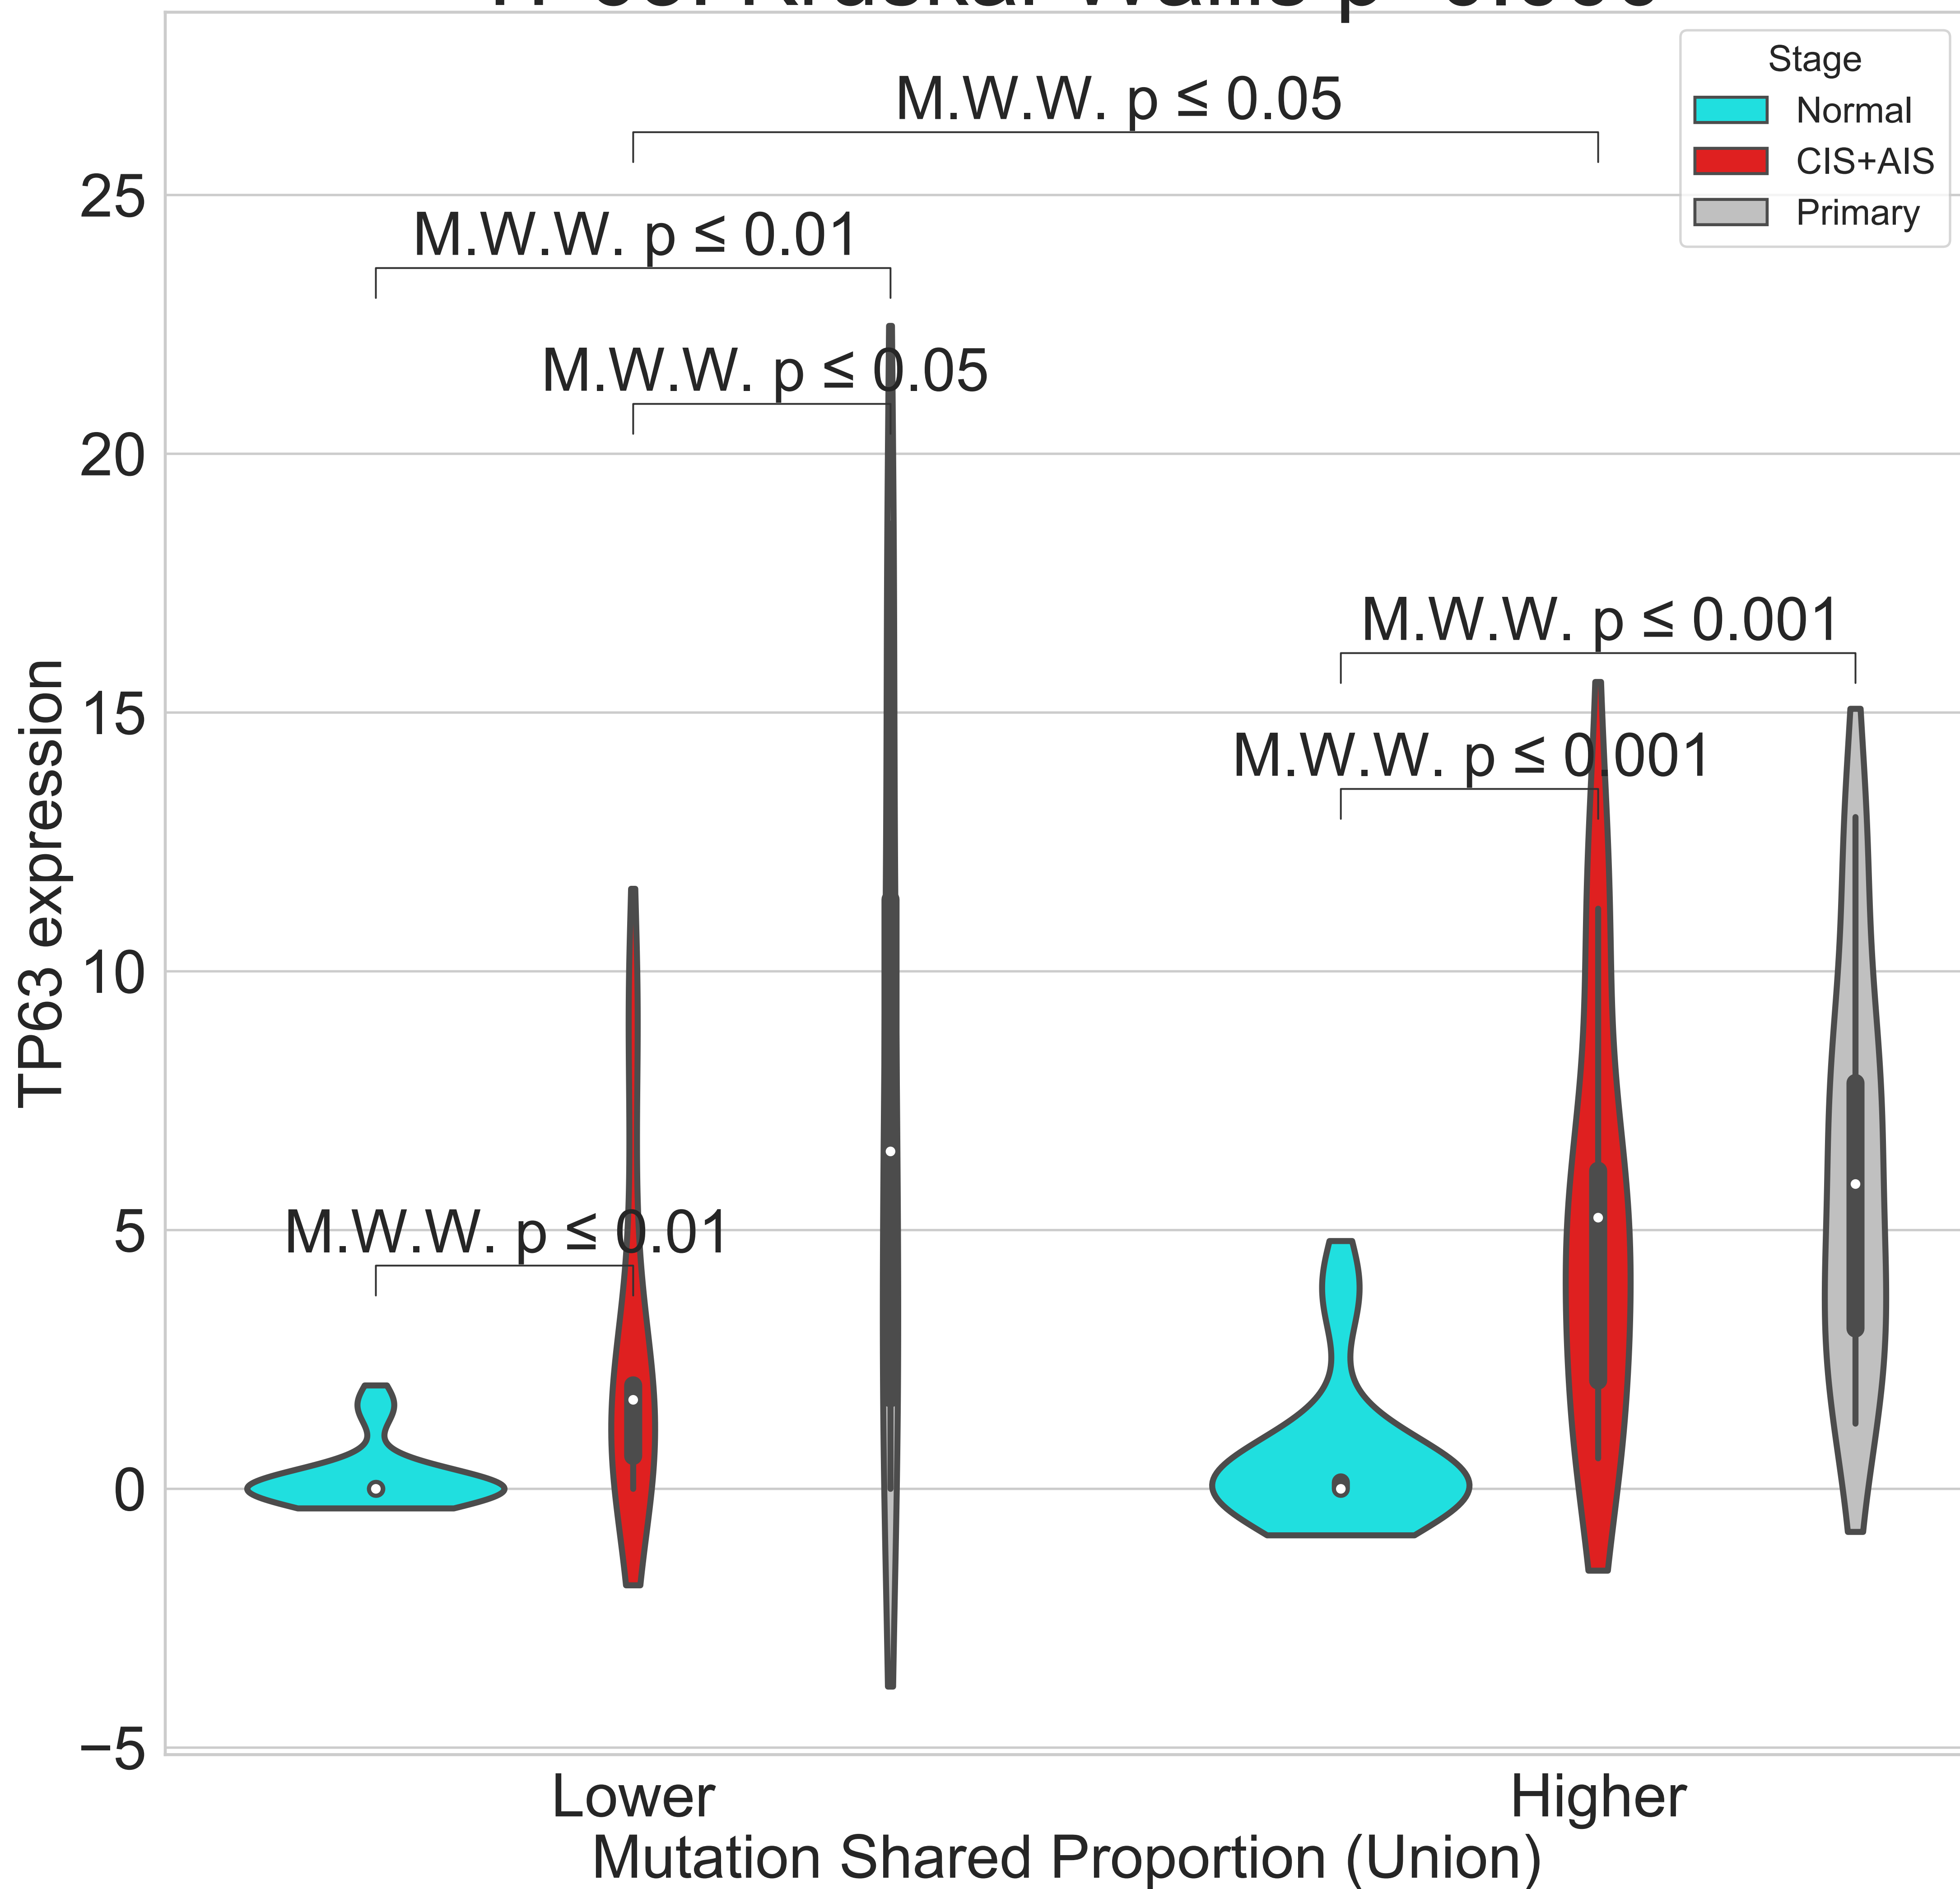 Stage
Normal
CIS+AIS
Primary
M.W.W. p ≤ 0.05
M.W.W. p ≤ 0.01
M.W.W. p ≤ 0.05
M.W.W. p ≤ 0.001
M.W.W. p ≤ 0.001
M.W.W. p ≤ 0.01
TP63 expression
25
20
15
10
5
0
−5
Lower
Higher
Mutation Shared Proportion (Union)